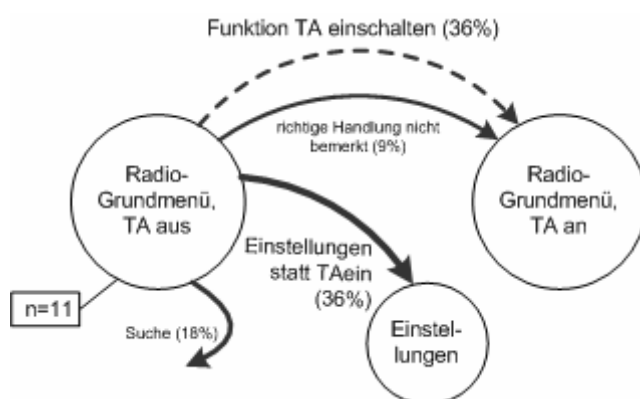 Funktion TA einschalten (36%)
richtige Handlung nicht
bemerkt (9%)
Radio-
Grundmenü,
TA aus
Radio-
Grundmenü,
TA an
Einstellungen
statt TAein
(36%)
n=11
Suche (18%)
Einstel-
lungen